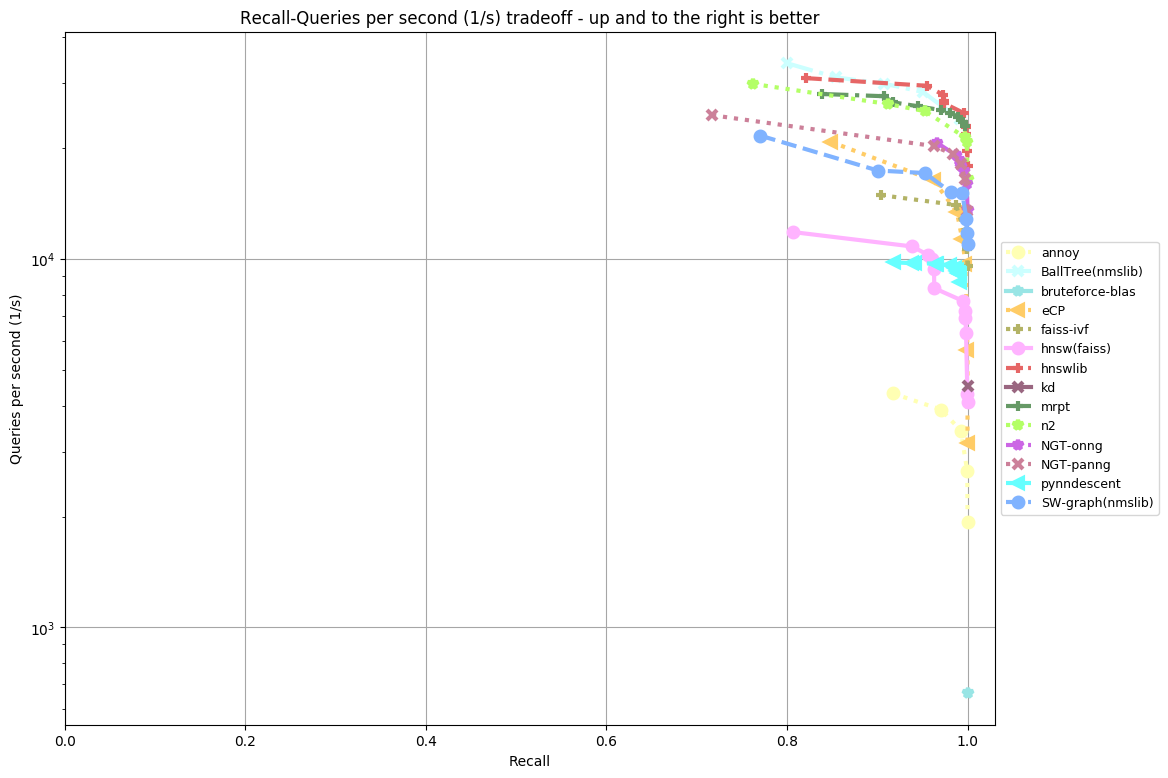 Recall-Queries per second (1/s) tradeoff - up and to the right is better
Queries per second (1/s)
10^4
10^3
0.0 0.2 0.4 0.6 0.8 1.0
Recall
annoy
BallTree(nmslib)
bruteforce-blas
eCP
faiss-ivf
hnsw(faiss)
hnswlib
kd
mrpt
n2
NGT-onng
NGT-panng
pynndescent
SW-graph(nmslib)